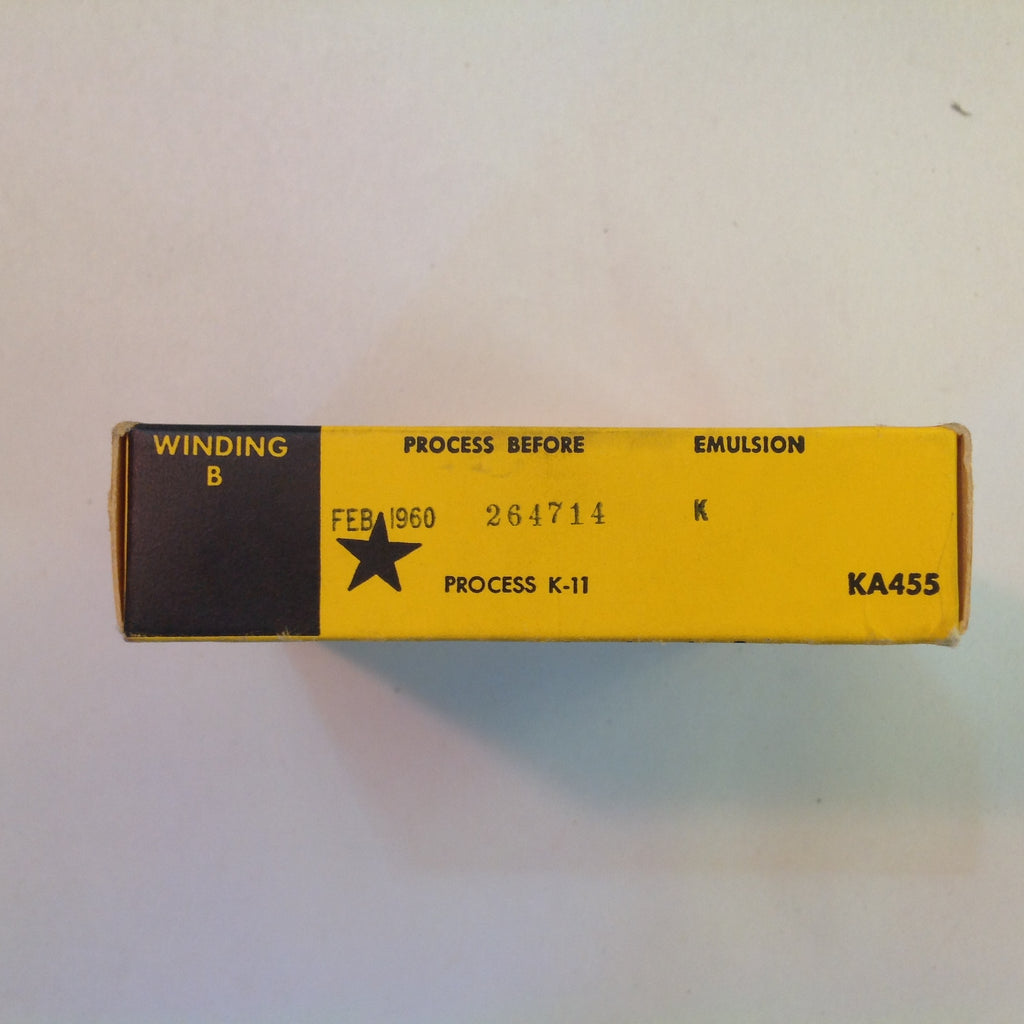 WINDING
B
PROCESS BEFORE
EMULSION
FEB 1960
264714
K
PROCESS K-11
KA455